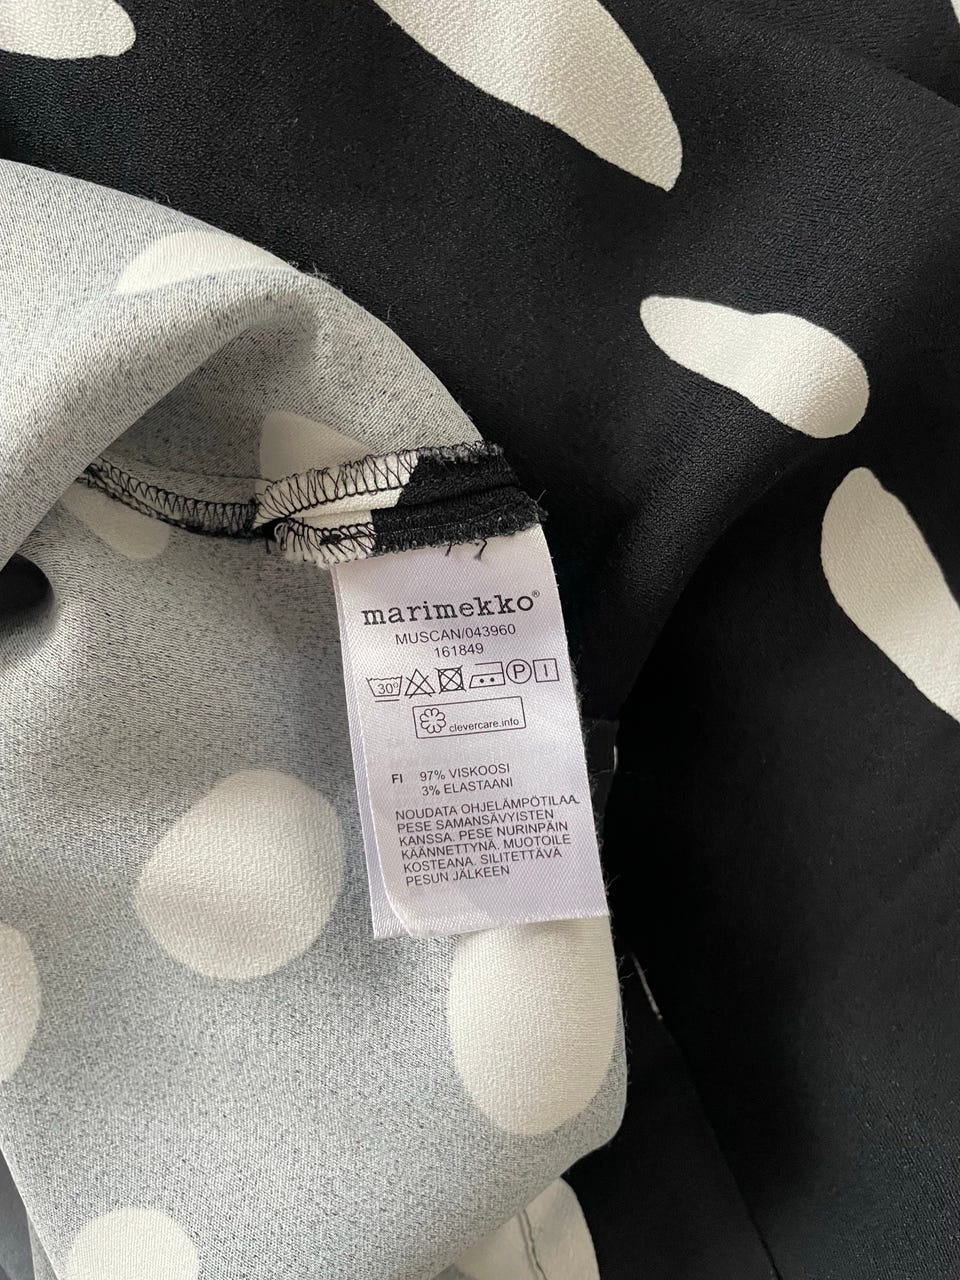 marimekko®
MUSCAN/043960
161849
30° P I
clevercare.info
FI 97% VISKOOSI
3% ELASTAANI
NOUDATA OHJELÄMPÖTILAA.
PESE SAMANSÄVYISTEN
KANSSA. PESE NURINPÄIN
KÄÄNNETTYNÄ. MUOTOILE
KOSTEANA. SILITETTÄVÄ
PESUN JÄLKEEN